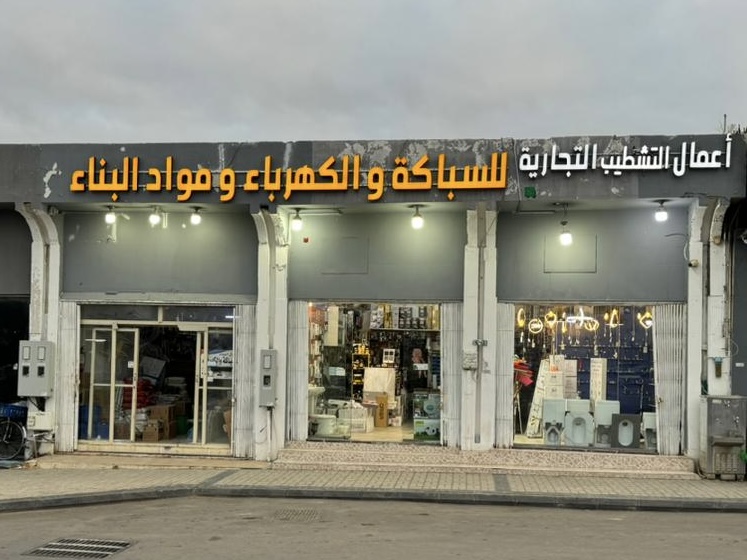 أعمال التشطيب التجارية للسباكة و الكهرباء و مواد البناء